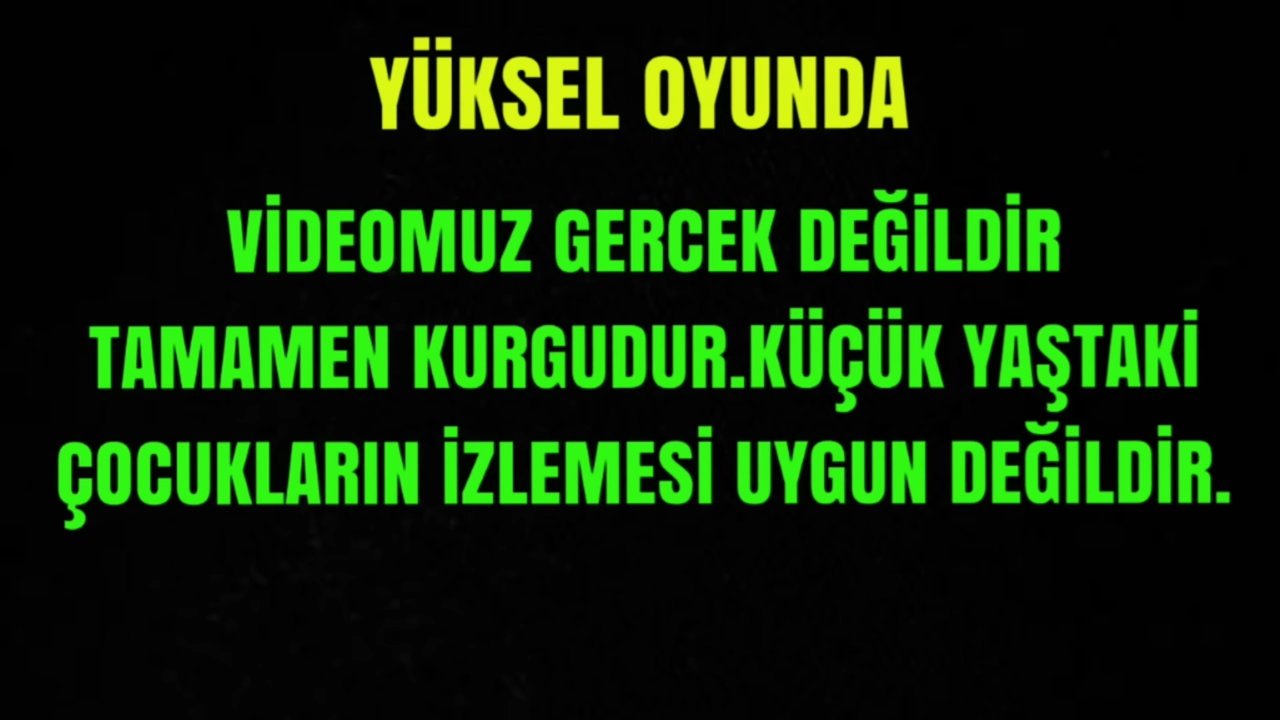 YÜKSEL OYUNDA
VİDEOMUZ GERCEK DEĞİLDİR
TAMAMEN KURGUDUR.KÜÇÜK YAŞTAKİ
ÇOCUKLARIN İZLEMESİ UYGUN DEĞİLDİR.